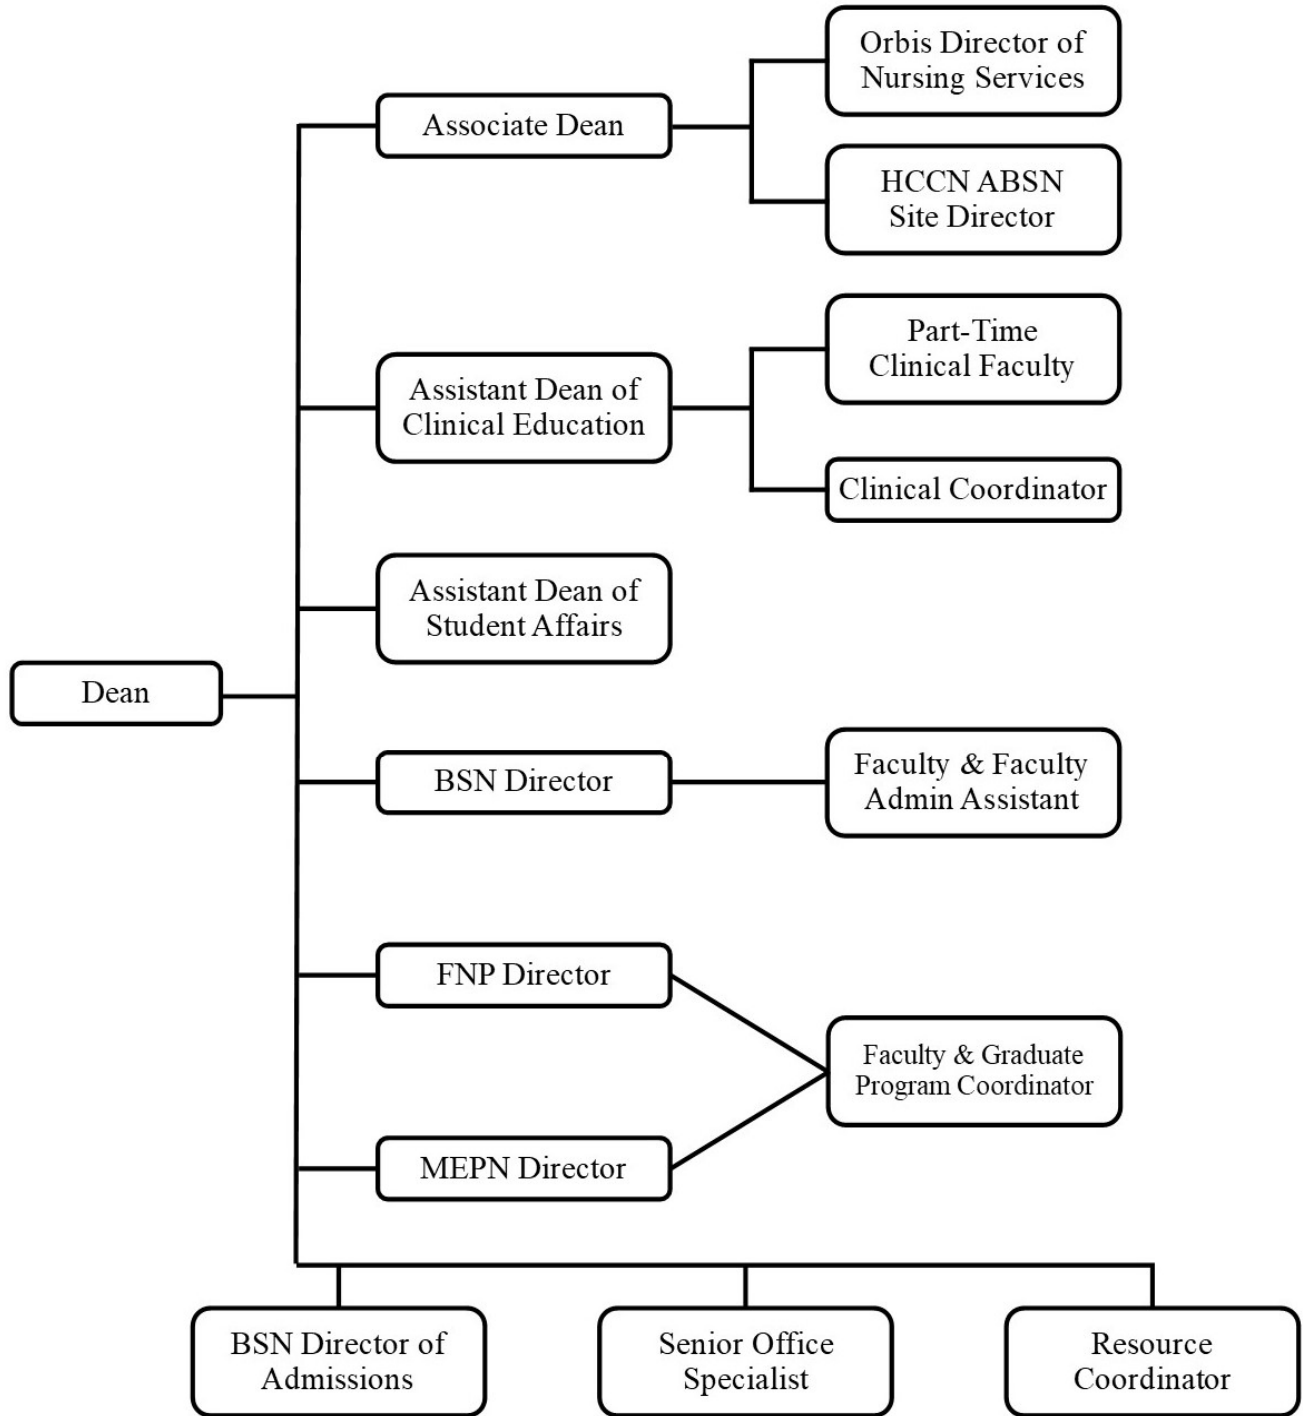 Orbis Director of
Nursing Services
Associate Dean
HCCN ABSN
Site Director
Part-Time
Clinical Faculty
Assistant Dean of
Clinical Education
Clinical Coordinator
Assistant Dean of
Student Affairs
Dean
BSN Director
Faculty & Faculty
Admin Assistant
FNP Director
Faculty & Graduate
Program Coordinator
MEPN Director
BSN Director of
Admissions
Senior Office
Specialist
Resource
Coordinator